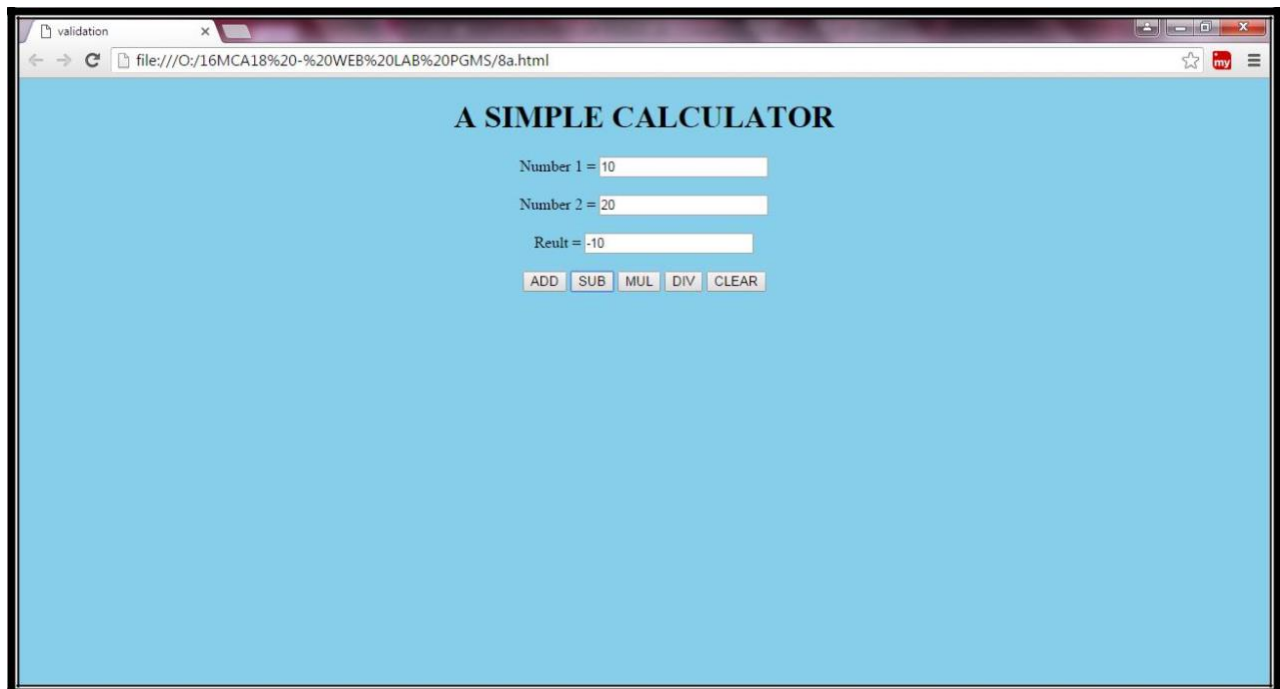 validation
file:///O:/16MCA18%20-%20WEB%20LAB%20PGMS/8a.html
my
A SIMPLE CALCULATOR
Number 1 = 10
Number 2 = 20
Reult = -10
ADD SUB MUL DIV CLEAR